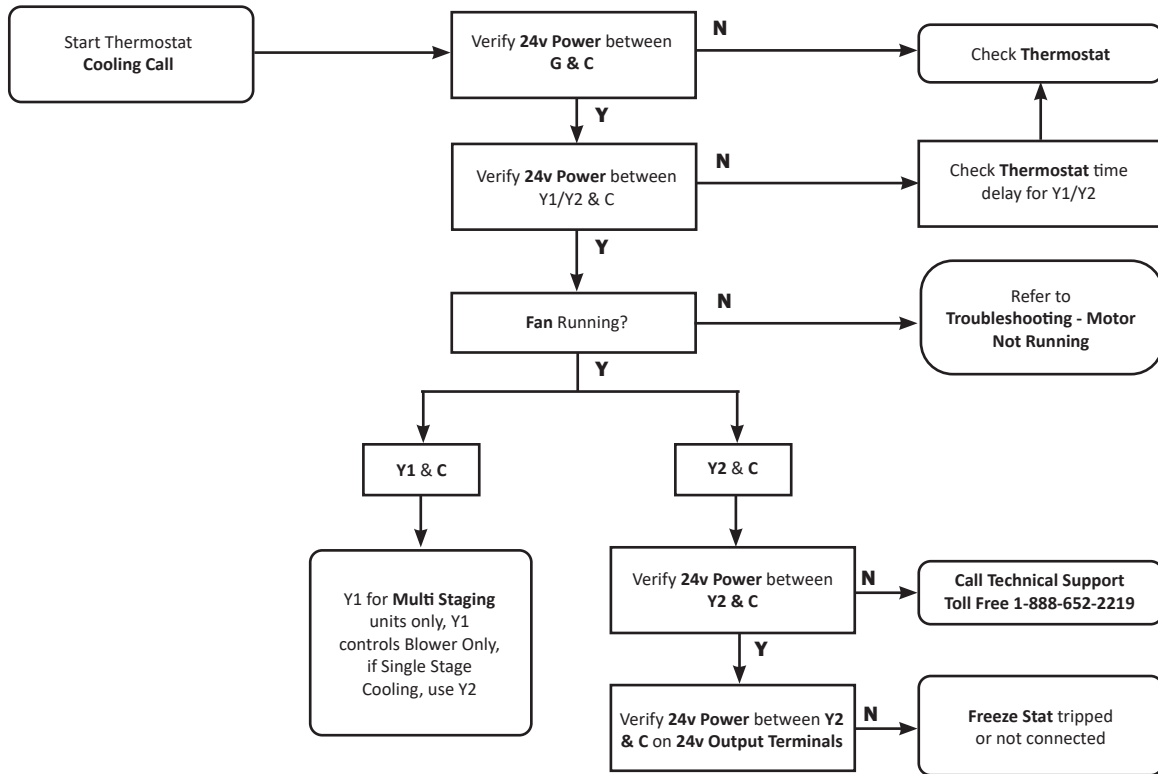 Start Thermostat
Cooling Call
Verify 24v Power between
G & C
N
Check Thermostat
Y
Verify 24v Power between
Y1/Y2 & C
N
Check Thermostat time
delay for Y1/Y2
Y
Fan Running?
N
Refer to
Troubleshooting - Motor
Not Running
Y
Y1 & C
Y2 & C
Y1 for Multi Staging
units only, Y1
controls Blower Only,
if Single Stage
Cooling, use Y2
Verify 24v Power between
Y2 & C
N
Call Technical Support
Toll Free 1-888-652-2219
Y
Verify 24v Power between Y2
& C on 24v Output Terminals
N
Freeze Stat tripped
or not connected